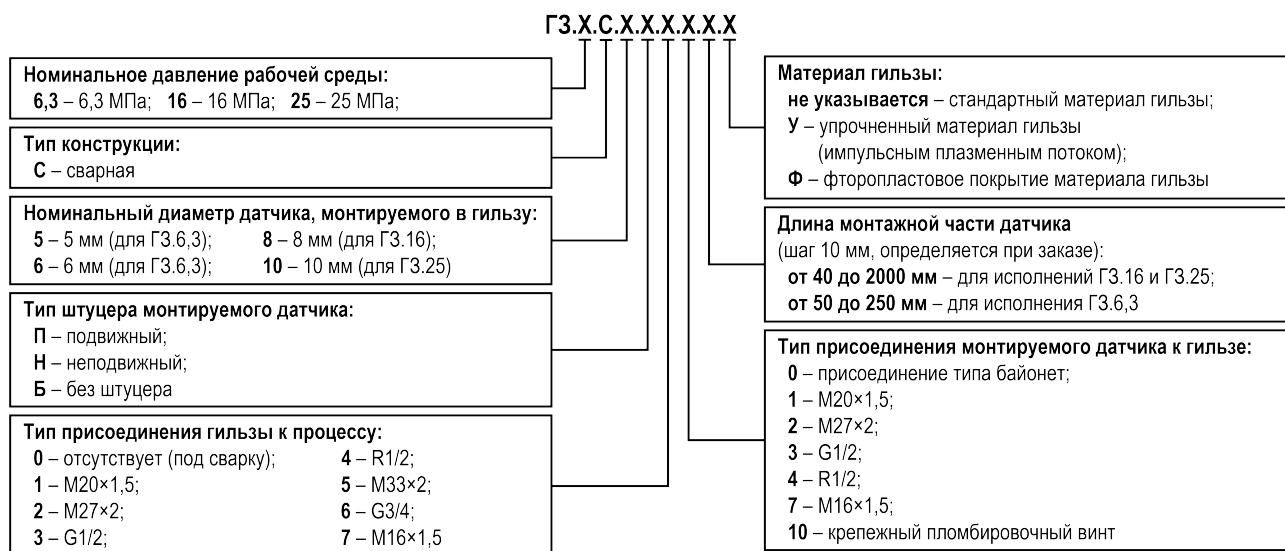 ГЗ.Х.С.Х.Х.Х.Х.Х.Х
Номинальное давление рабочей среды:
6,3 – 6,3 МПа; 16 – 16 МПа; 25 – 25 МПа;
Тип конструкции:
С – сварная
Номинальный диаметр датчика, монтируемого в гильзу:
5 – 5 мм (для ГЗ.6,3); 8 – 8 мм (для ГЗ.16);
6 – 6 мм (для ГЗ.6,3); 10 – 10 мм (для ГЗ.25)
Тип штуцера монтируемого датчика:
П – подвижный;
Н – неподвижный;
Б – без штуцера
Тип присоединения гильзы к процессу:
0 – отсутствует (под сварку); 4 – R1/2;
1 – М20×1,5; 5 – М33×2;
2 – М27×2; 6 – G3/4;
3 – G1/2; 7 – М16×1,5
Материал гильзы:
не указывается – стандартный материал гильзы;
У – упрочненный материал гильзы
(импульсным плазменным потоком);
Ф – фторопластовое покрытие материала гильзы
Длина монтажной части датчика
(шаг 10 мм, определяется при заказе):
от 40 до 2000 мм – для исполнений ГЗ.16 и ГЗ.25;
от 50 до 250 мм – для исполнения ГЗ.6,3
Тип присоединения монтируемого датчика к гильзе:
0 – присоединение типа байонет;
1 – М20×1,5;
2 – М27×2;
3 – G1/2;
4 – R1/2;
7 – М16×1,5;
10 – крепежный пломбировочный винт